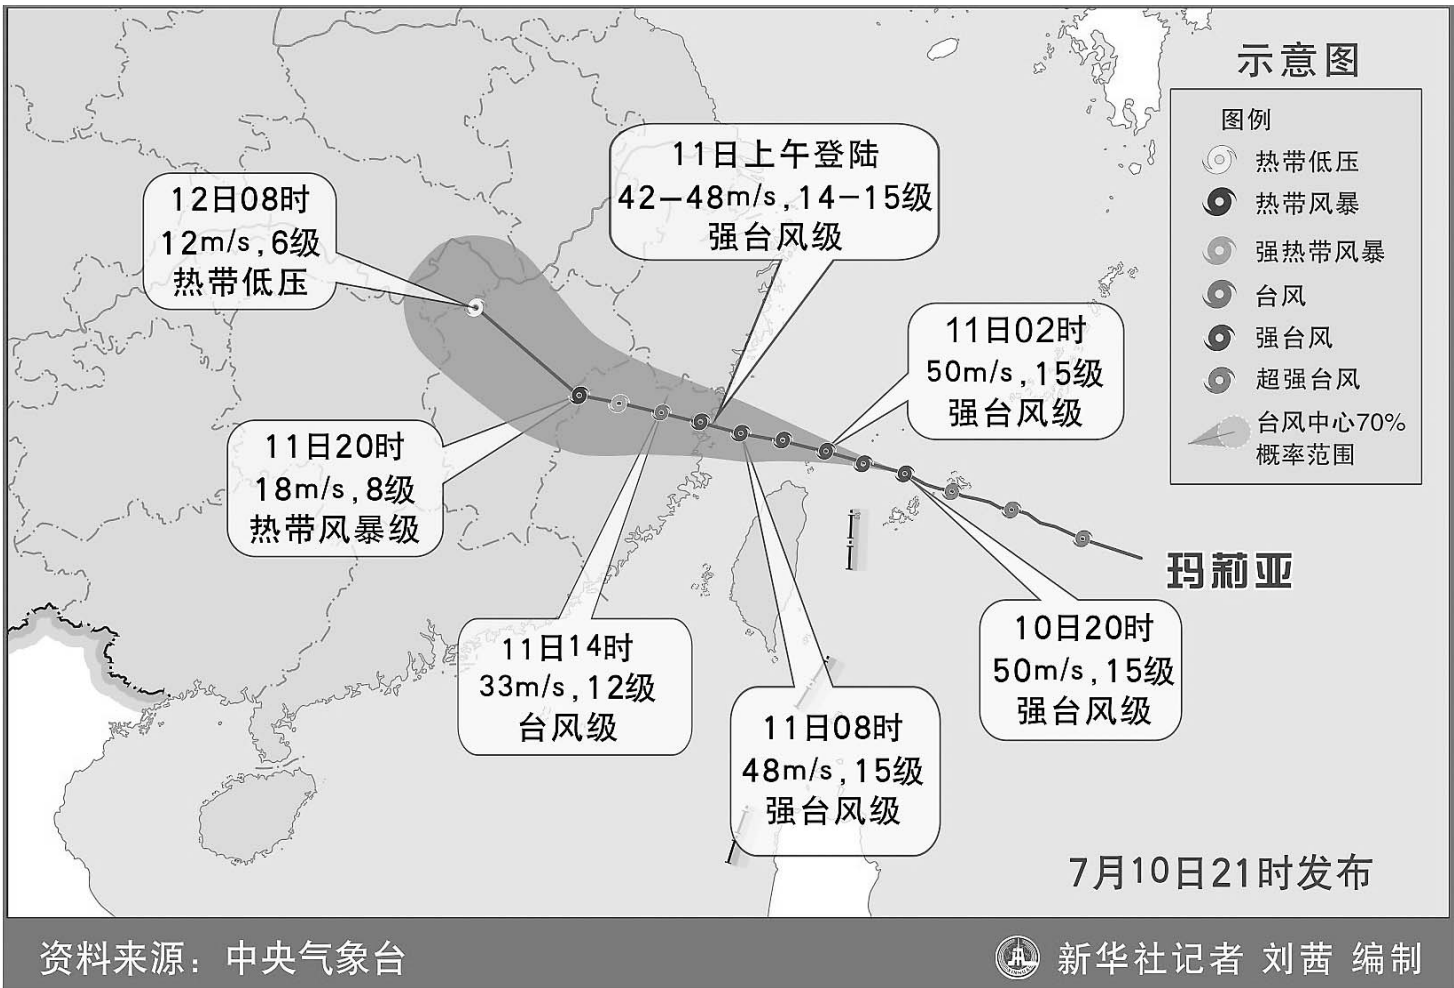 示意图
图例
热带低压
热带风暴
强热带风暴
台风
强台风
超强台风
台风中心70%
概率范围
11日上午登陆
42-48m/s,14-15级
强台风级
12日08时
12m/s,6级
热带低压
11日02时
50m/s,15级
强台风级
11日20时
18m/s,8级
热带风暴级
玛莉亚
10日20时
50m/s,15级
强台风级
11日14时
33m/s,12级
台风级
11日08时
48m/s,15级
强台风级
7月10日21时发布
资料来源：中央气象台
新华社记者 刘茜 编制